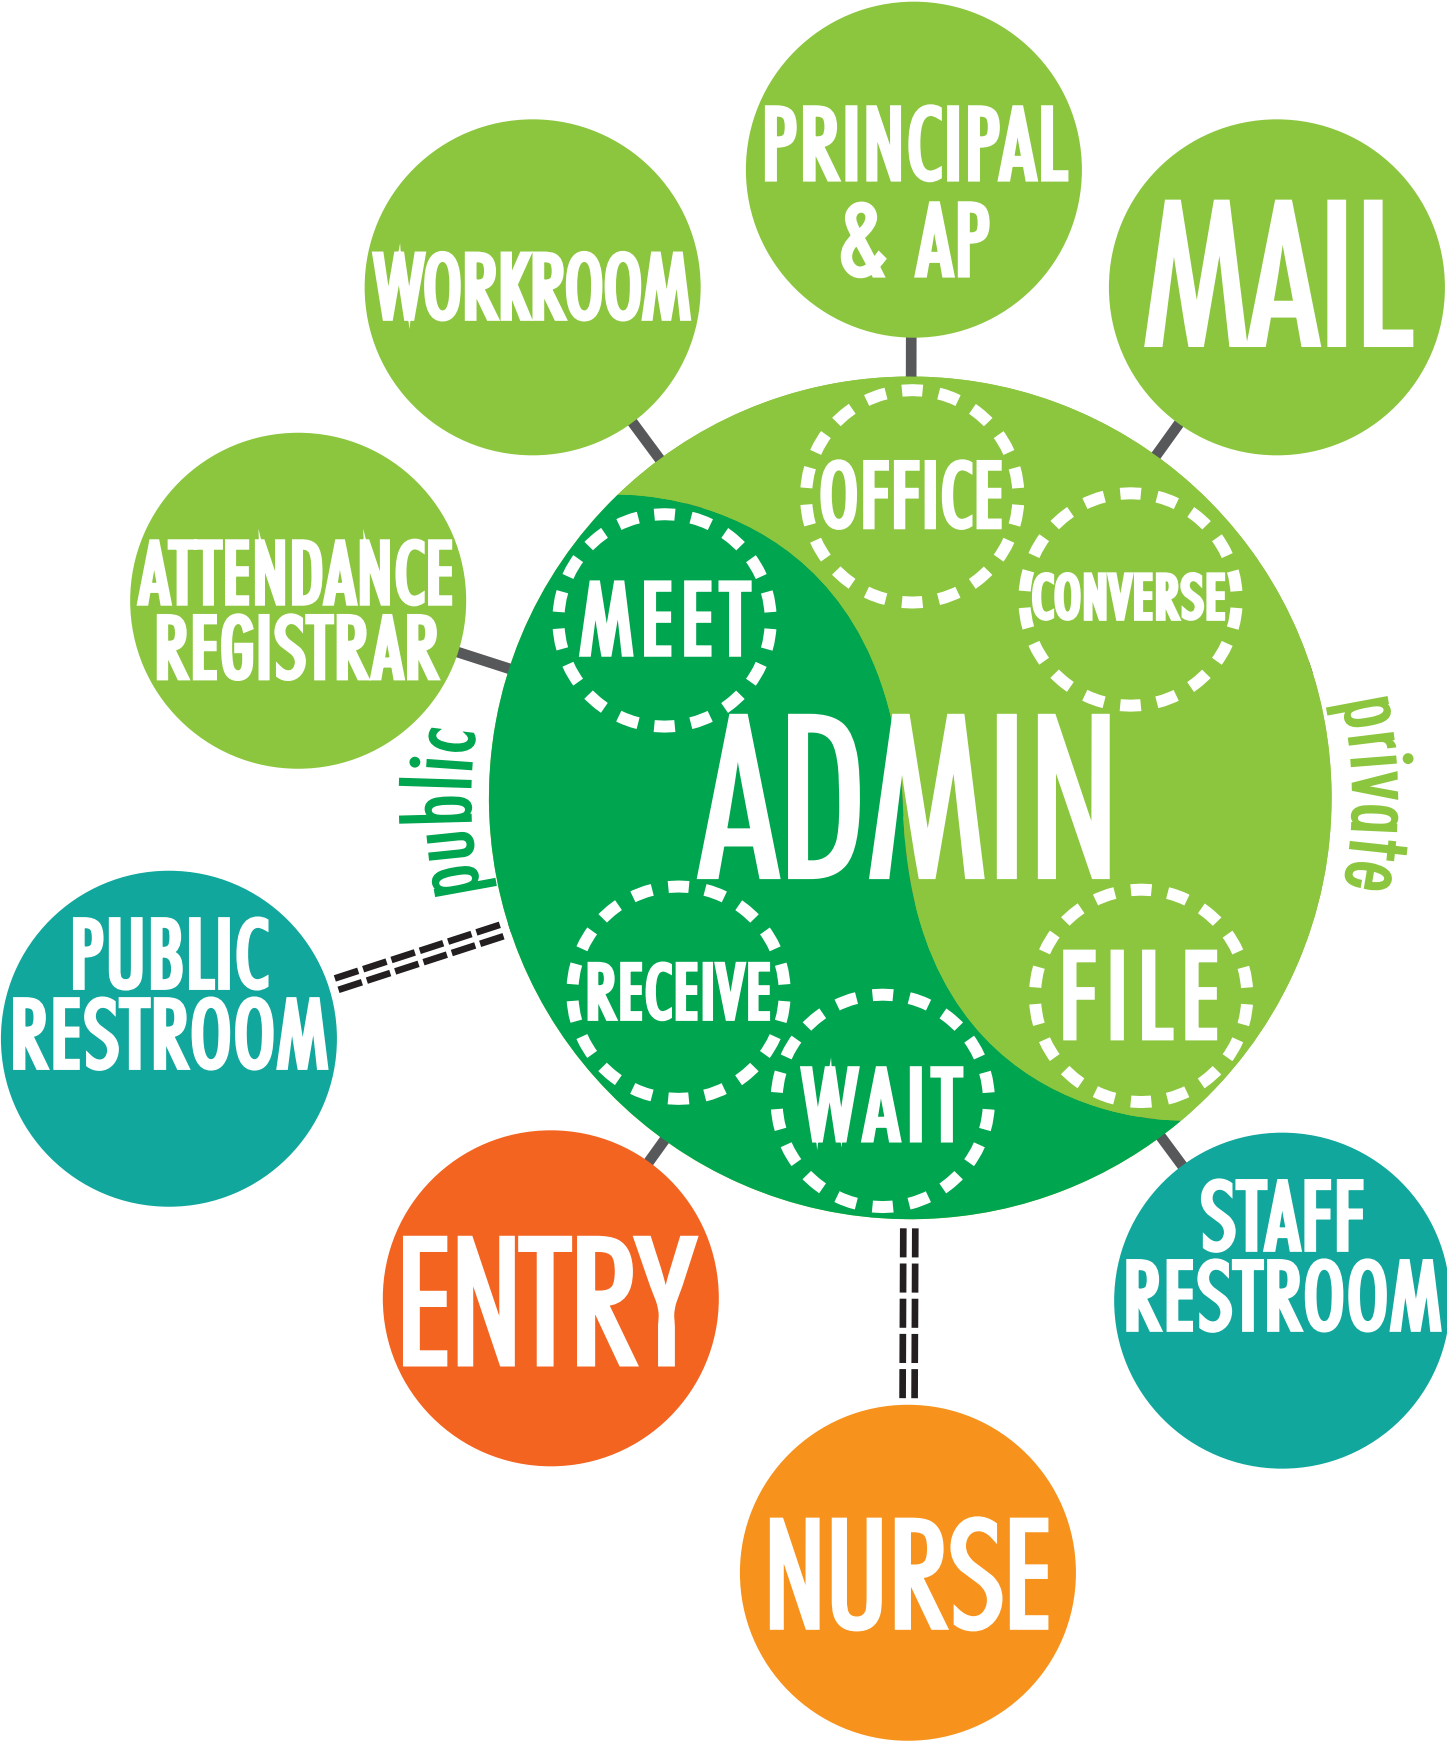 PRINCIPAL
& AP
WORKROOM
MAIL
ATTENDANCE
REGISTRAR
OFFICE
CONVERSE
MEET
public
ADMIN
private
PUBLIC
RESTROOM
RECEIVE
FILE
WAIT
ENTRY
STAFF
RESTROOM
NURSE